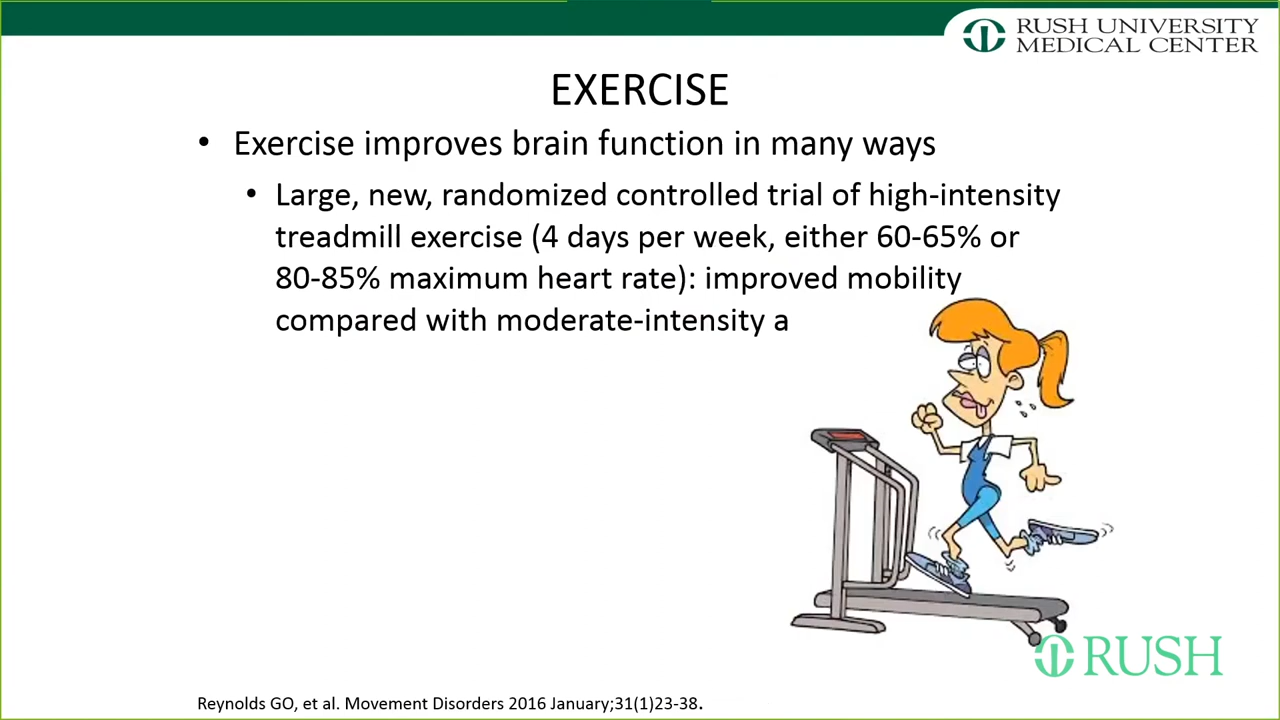 RUSH UNIVERSITY
MEDICAL CENTER
EXERCISE
• Exercise improves brain function in many ways
• Large, new, randomized controlled trial of high-intensity
treadmill exercise (4 days per week, either 60-65% or
80-85% maximum heart rate): improved mobility
compared with moderate-intensity a
RUSH
Reynolds GO, et al. Movement Disorders 2016 January;31(1)23-38.